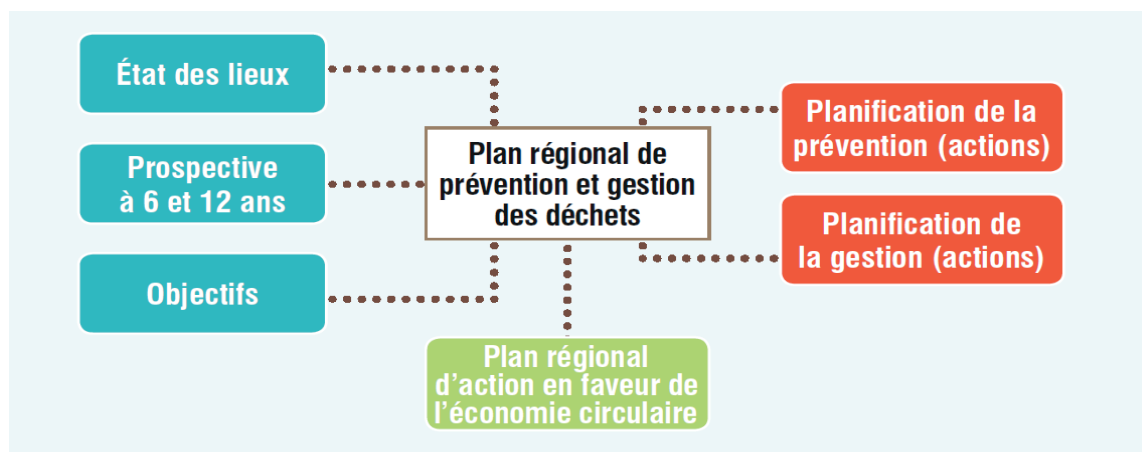 État des lieux
Prospective
à 6 et 12 ans
Objectifs
Plan régional de
prévention et gestion
des déchets
Plan régional
d’action en faveur de
l’économie circulaire
Planification de la
prévention (actions)
Planification de
la gestion (actions)